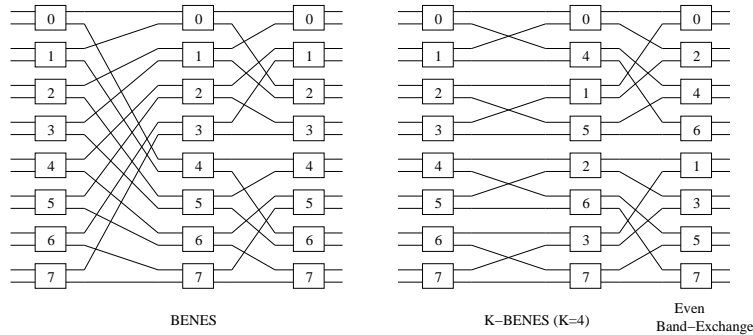 0 0 0 0 0 0
1 1 1 1 4 2
2 2 2 2 1 4
3 3 3 3 5 6
4 4 4 4 2 1
5 5 5 5 6 3
6 6 6 6 3 5
7 7 7 7 7 7
BENES K−BENES (K=4) Even
Band−Exchange